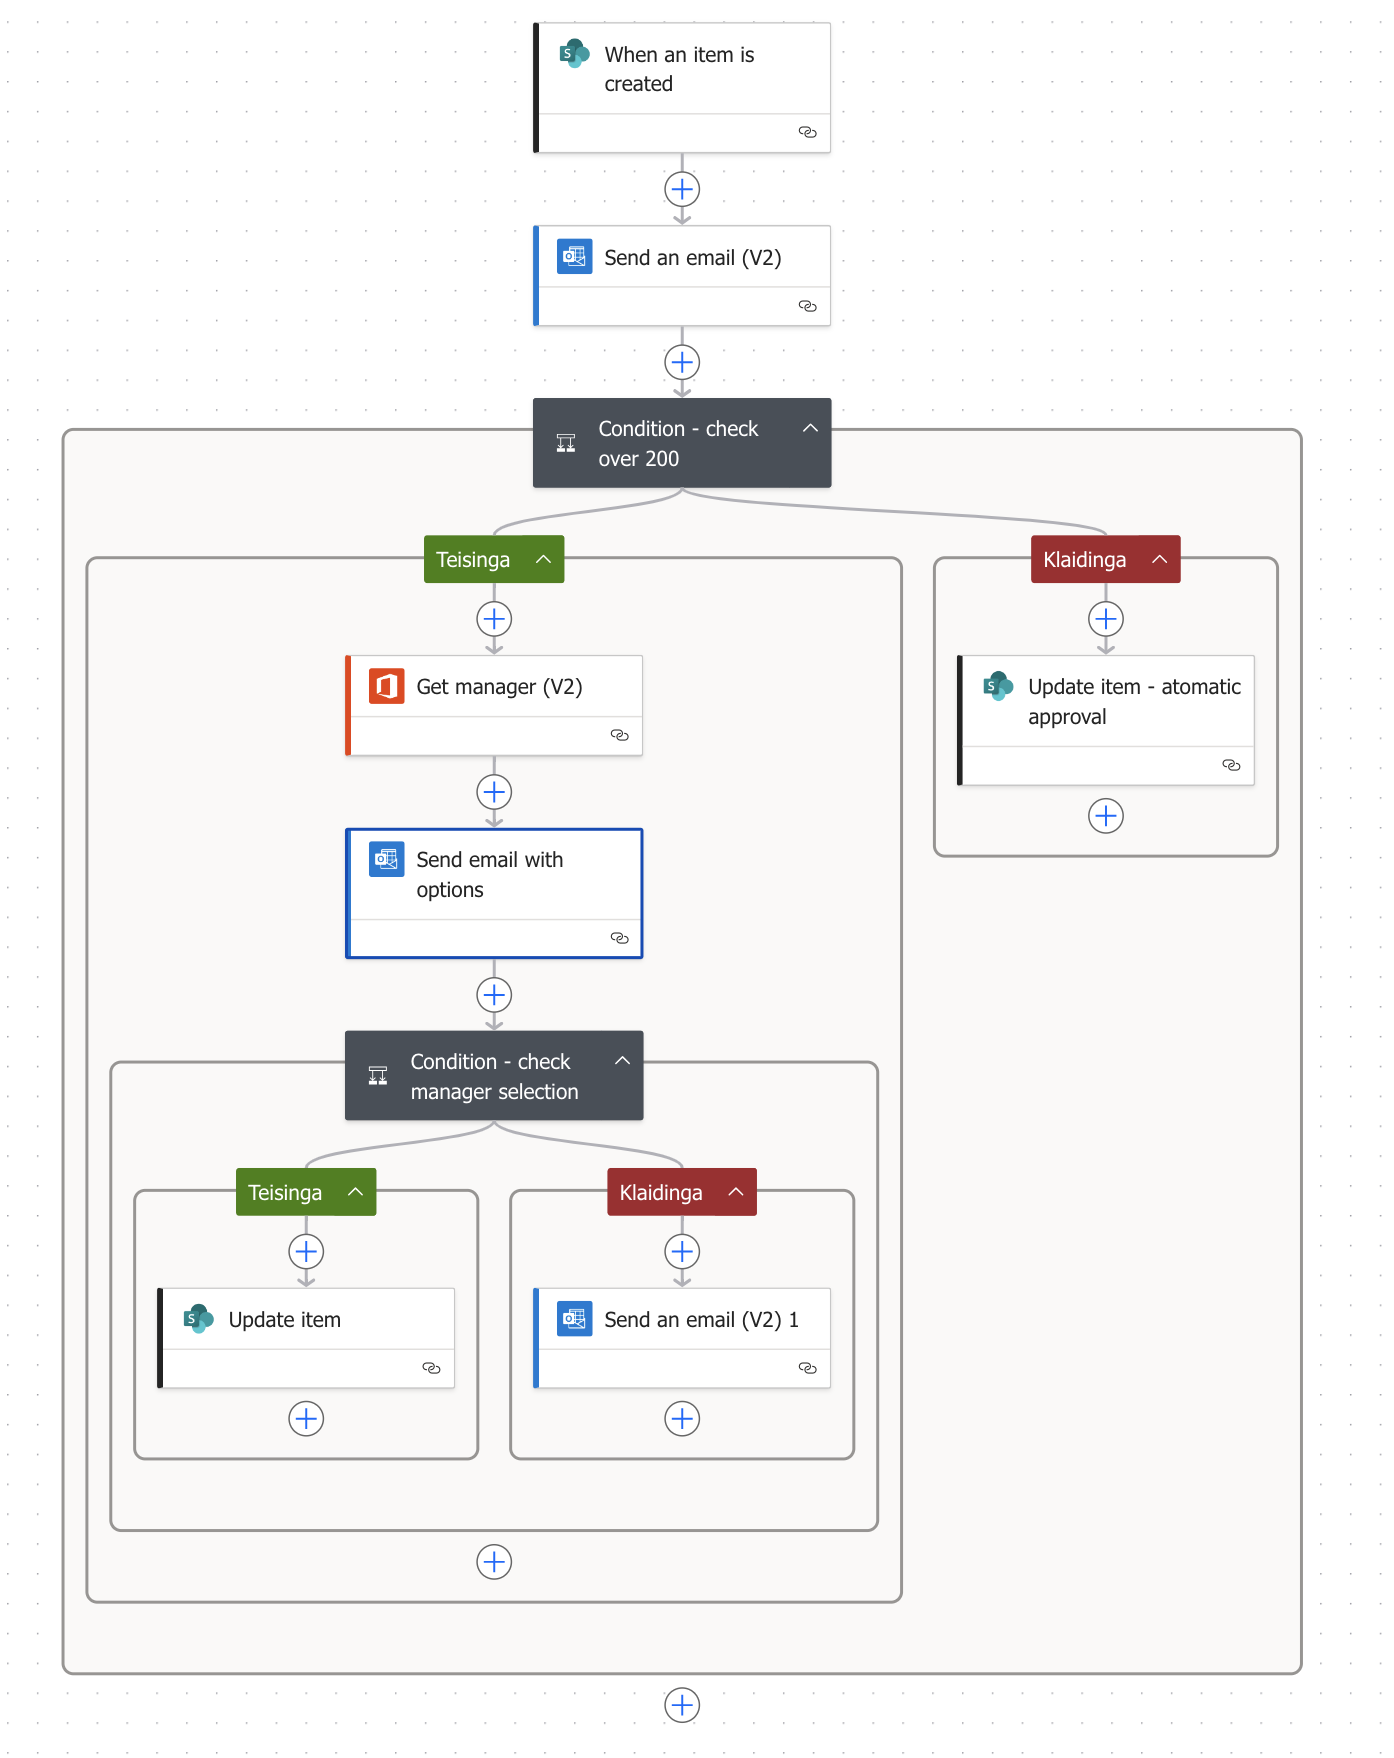 When an item is
created
Send an email (V2)
Condition - check
over 200
Teisinga
Klaidinga
Get manager (V2)
Update item - atomatic
approval
Send email with
options
Condition - check
manager selection
Teisinga
Klaidinga
Update item
Send an email (V2) 1